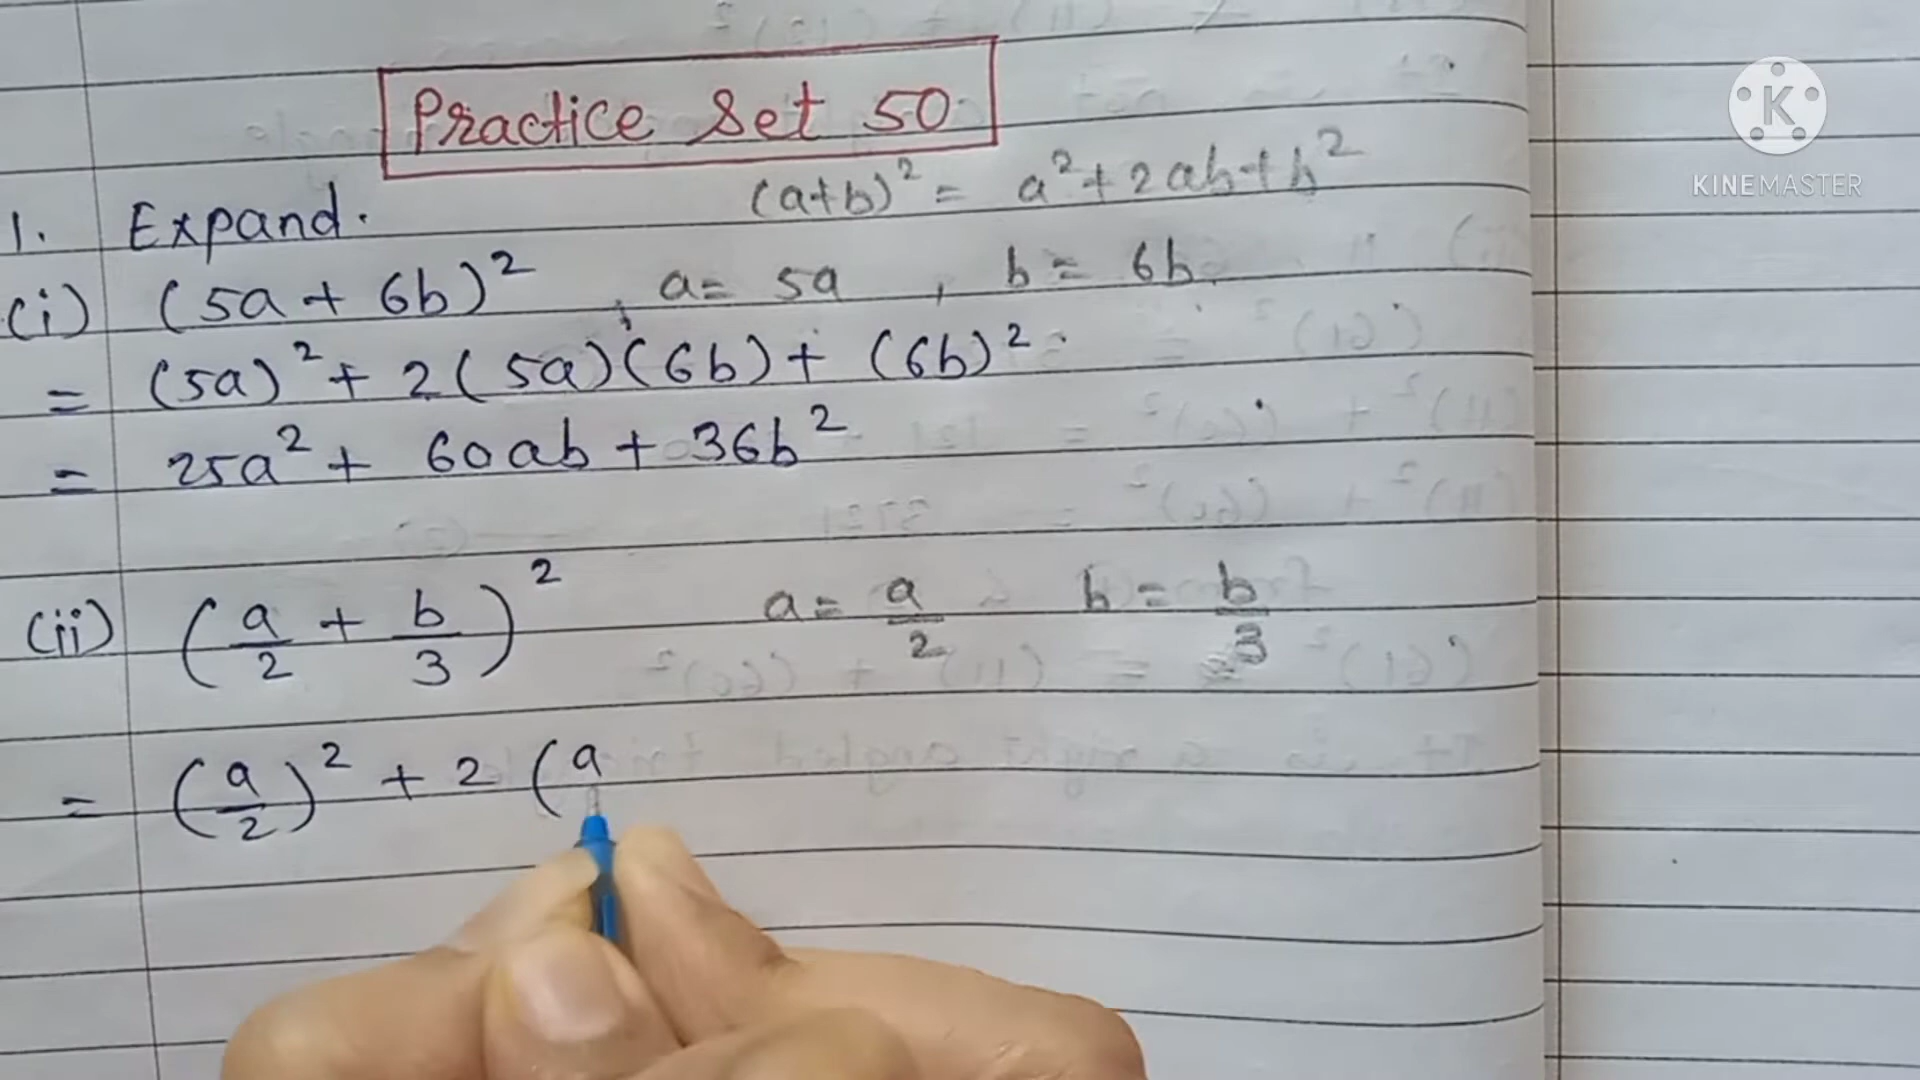 Practice Set 50
(a+b)² = a²+2ab+b²
1. Expand.
(i) (5a + 6b)² , a= 5a , b= 6b
= (5a)² + 2(5a)(6b) + (6b)²
= 25a² + 60ab + 36b²
(ii) (a/2 + b/3)² a= a/2 b= b/3
= (a/2)² + 2 (a
K
KINEMASTER